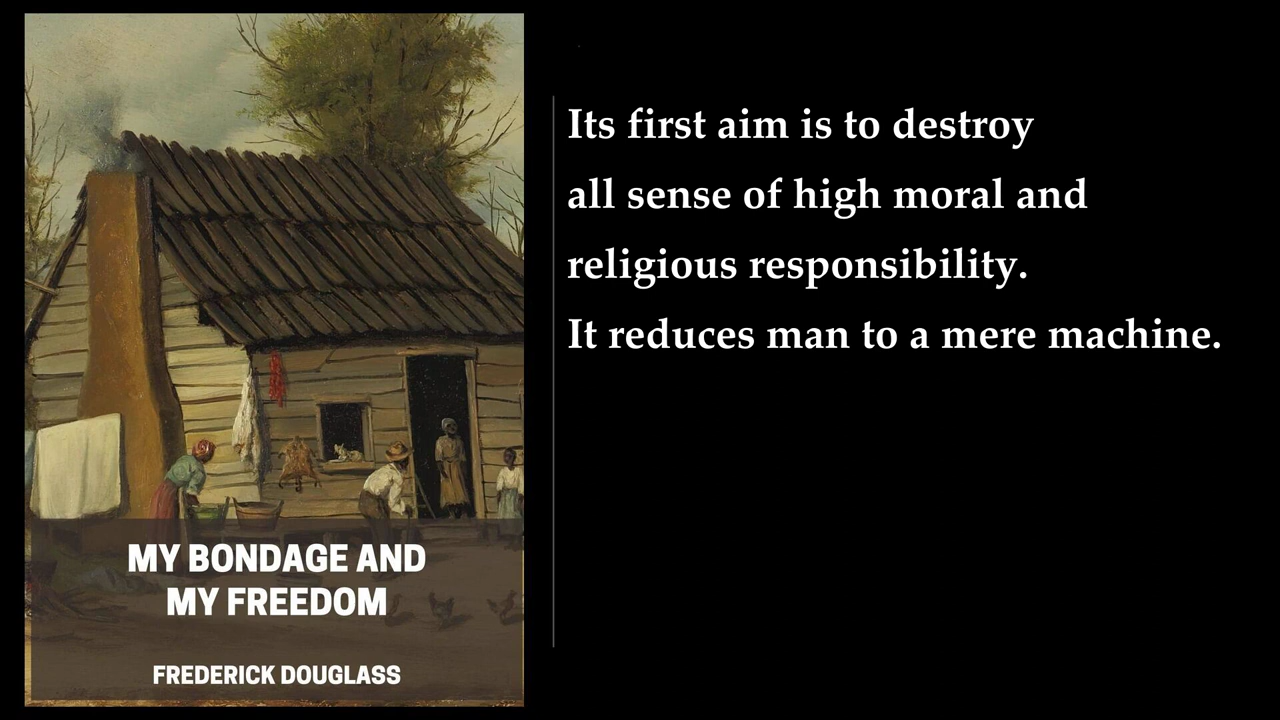 Its first aim is to destroy
all sense of high moral and
religious responsibility.
It reduces man to a mere machine.
MY BONDAGE AND
MY FREEDOM
FREDERICK DOUGLASS